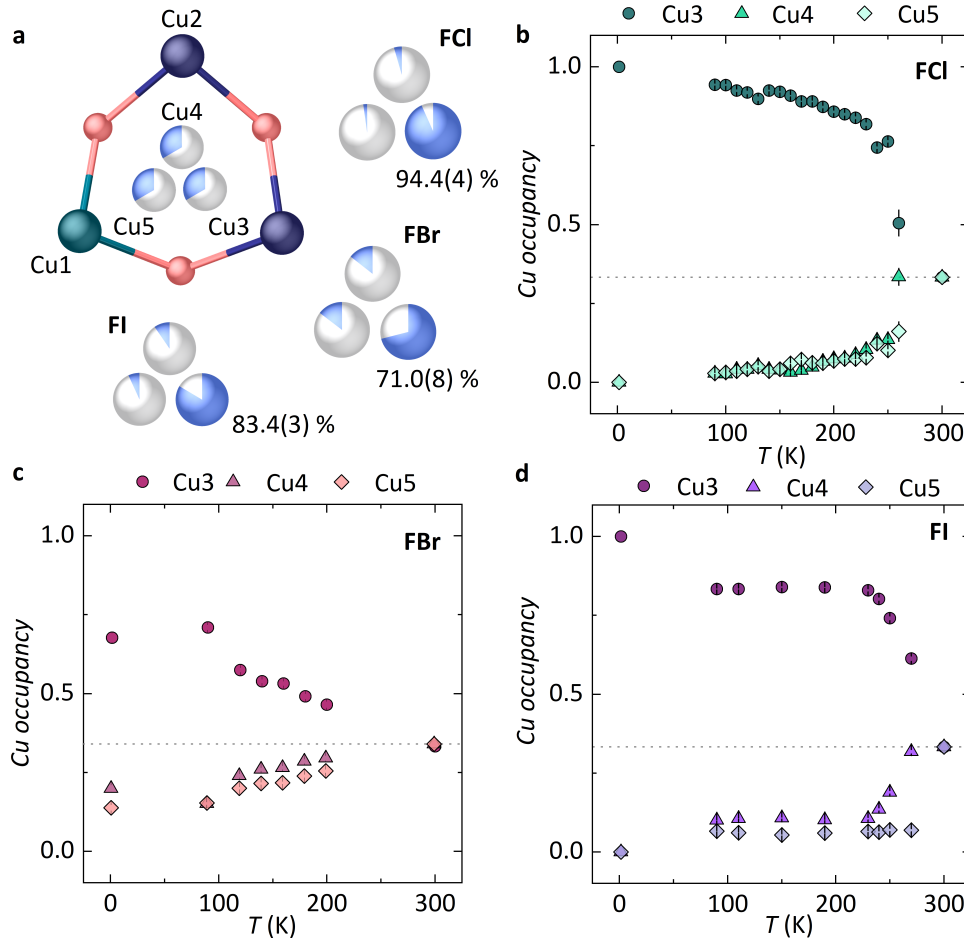 a
Cu2
Cu4
Cu5
Cu3
Cu1
FCl
94.4(4) %
FBr
71.0(8) %
FI
83.4(3) %
b
Cu3 Cu4 Cu5
FCl
Cu occupancy
1.0
0.5
0.0
0 100 200 300
T (K)
c
Cu3 Cu4 Cu5
FBr
Cu occupancy
1.0
0.5
0.0
0 100 200 300
T (K)
d
Cu3 Cu4 Cu5
FI
Cu occupancy
1.0
0.5
0.0
0 100 200 300
T (K)